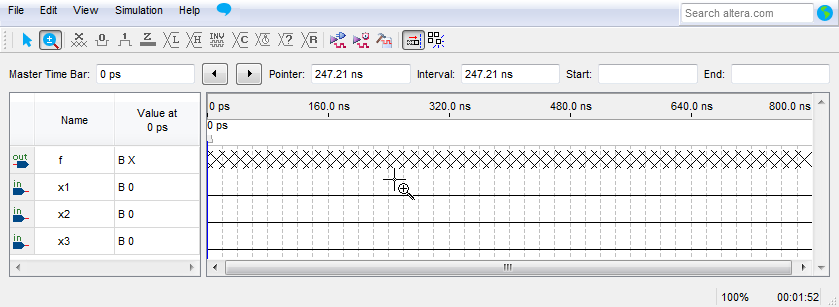 File Edit View Simulation Search altera.com
Master Time Bar: 0 ps Pointer: 247.21 ns Interval: 247.21 ns Start: End:
Name Value at 0 ps 0 ps 160.0 ns 320.0 ns 480.0 ns 640.0 ns 800.0 ns
0 ps
out f B X
in x1 B 0
in x2 B 0
in x3 B 0
100% 00:01:52